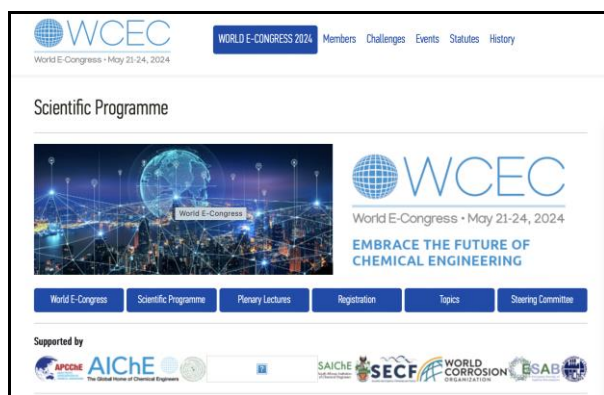 WCEC
World E-Congress • May 21-24, 2024
WORLD E-CONGRESS 2024 Members Challenges Events Statutes History
Scientific Programme
World E-Congress
WCEC
World E-Congress • May 21-24, 2024
EMBRACE THE FUTURE OF
CHEMICAL ENGINEERING
World E-Congress Scientific Programme Plenary Lectures Registration Topics Steering Committee
Supported by
APCChE AIChE SAIChE SECF WORLD CORROSION ORGANIZATION ESAB
The Global Home of Chemical Engineers